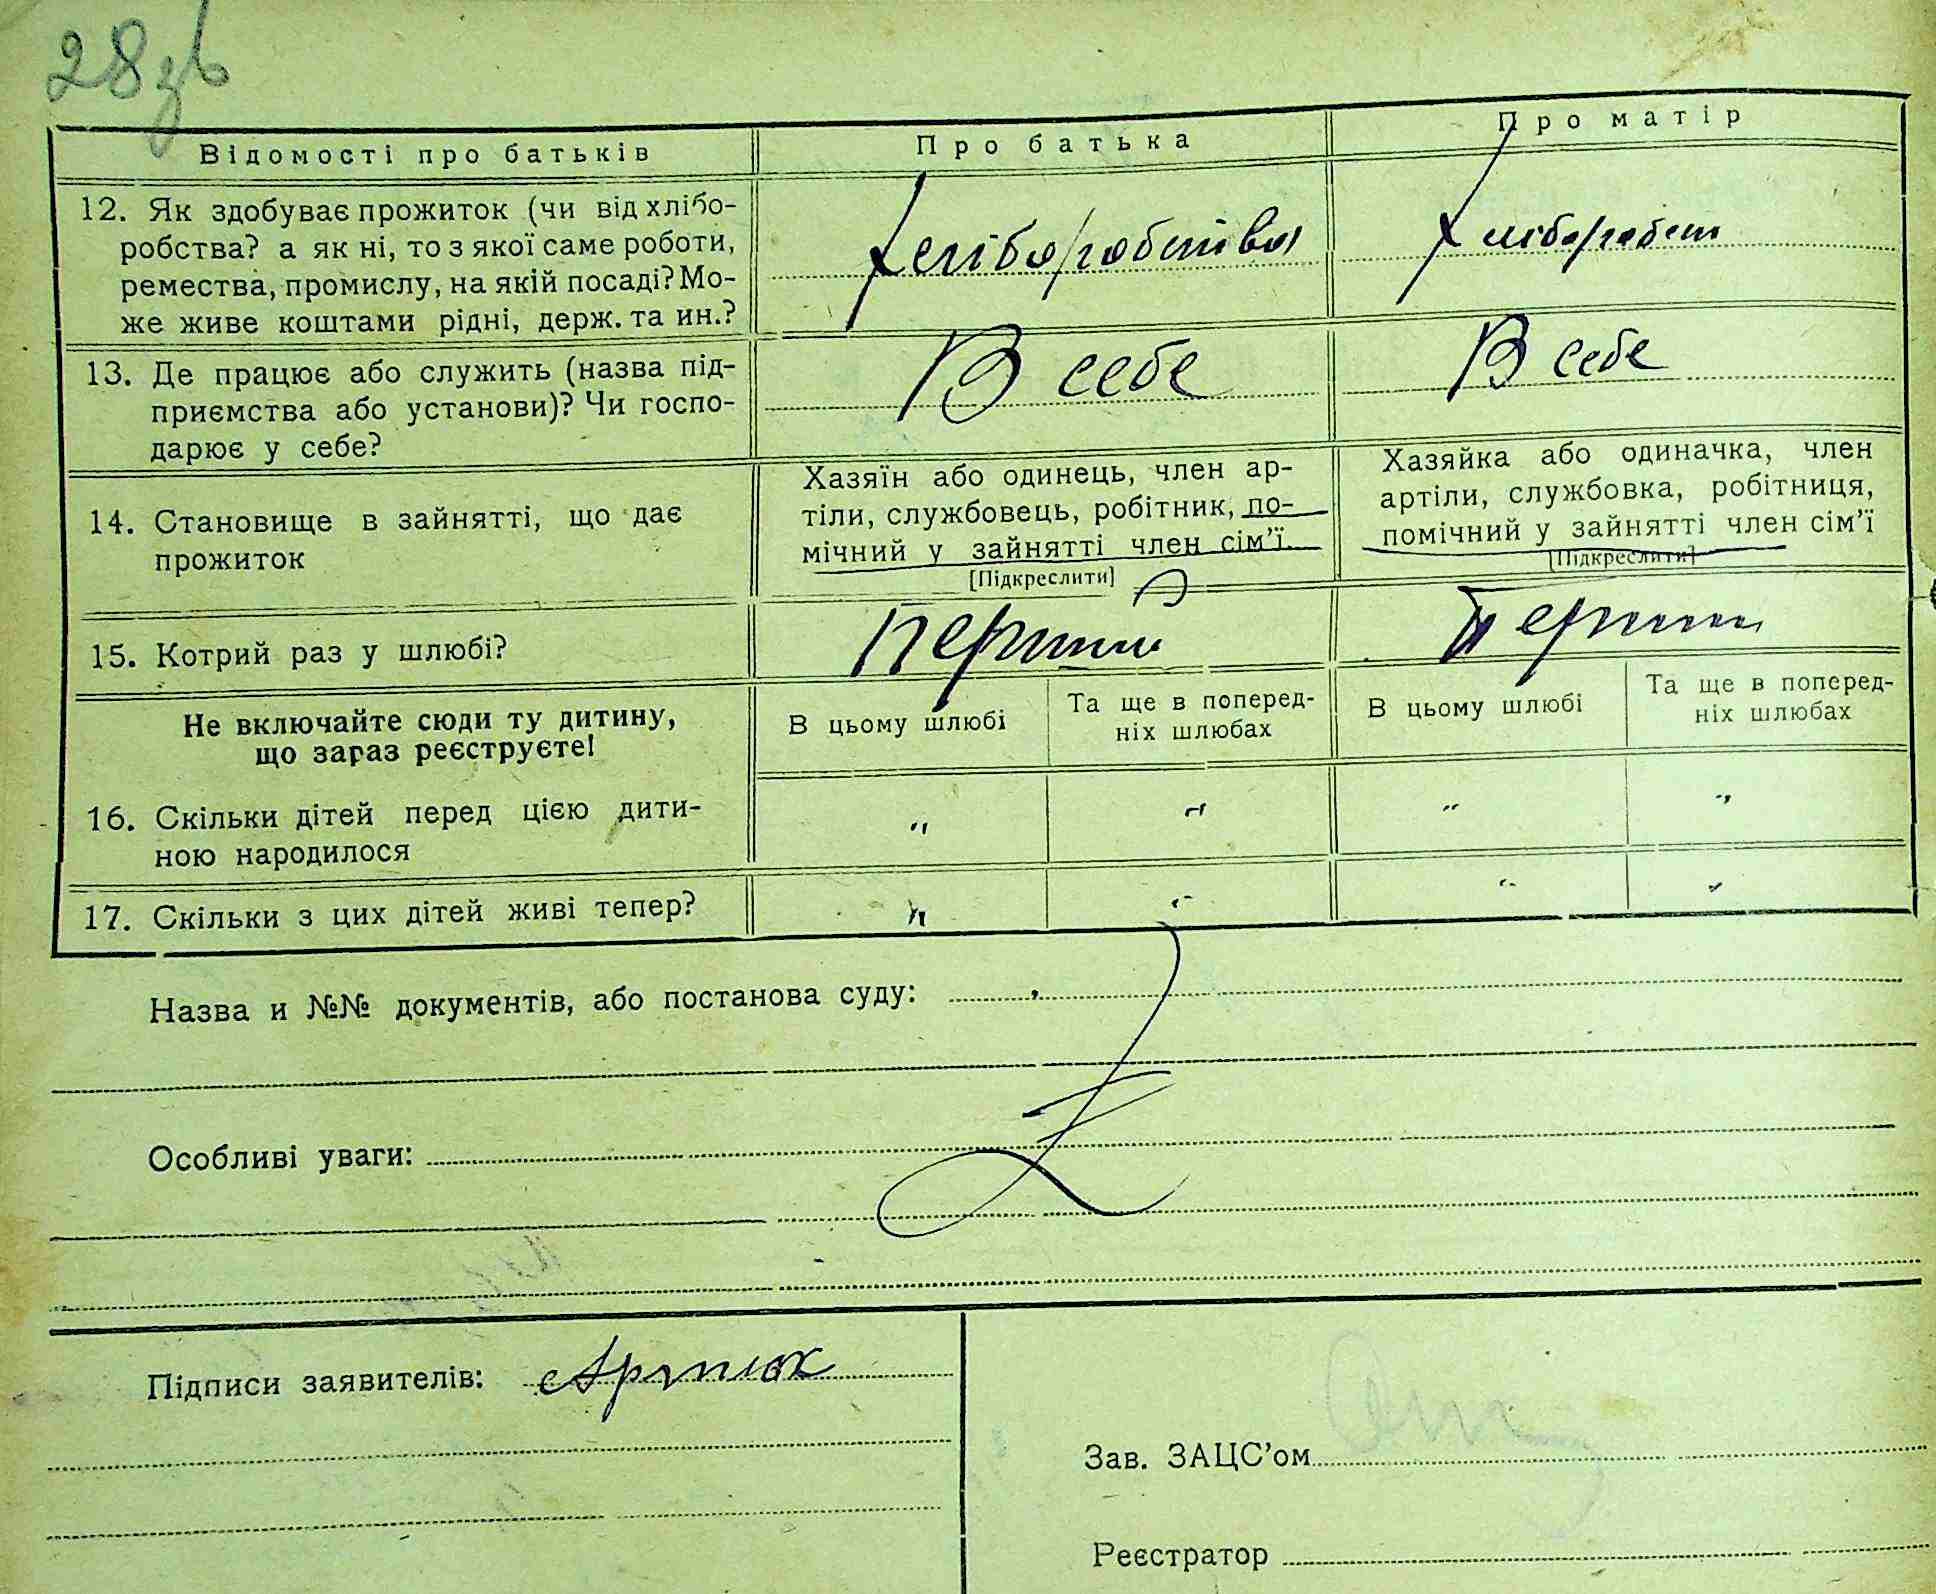 28 зв
Відомості про батьків
Про батька
Про матір
12. Як здобуває прожиток (чи від хлібо-
робства? а як ні, то з якої саме роботи,
ремества, промислу, на якій посаді? Мо-
же живе коштами рідні, держ. та ин.?
Хліборобства
Хлібороб
13. Де працює або служить (назва під-
приємства або установи)? Чи госпо-
дарює у себе?
В себе
В себе
14. Становище в зайнятті, що дає
прожиток
Хазяїн або одинець, член ар-
тіли, службовець, робітник, по-
мічний у зайнятті член сім’ї.
[Підкреслити]
Хазяйка або одиначка, член
артіли, службовка, робітниця,
помічний у зайнятті член сім’ї
[Підкреслити]
15. Котрий раз у шлюбі?
Перший
Перший
Не включайте сюди ту дитину,
що зараз реєструєте!
В цьому шлюбі
Та ще в поперед-
ніх шлюбах
В цьому шлюбі
Та ще в поперед-
ніх шлюбах
16. Скільки дітей перед цією дити-
ною народилося
" " " "
17. Скільки з цих дітей живі тепер?
" " " "
Назва и №№ документів, або постанова суду:
Особливі уваги:
Підписи заявителів:
Зав. ЗАЦС’ом
Реєстратор